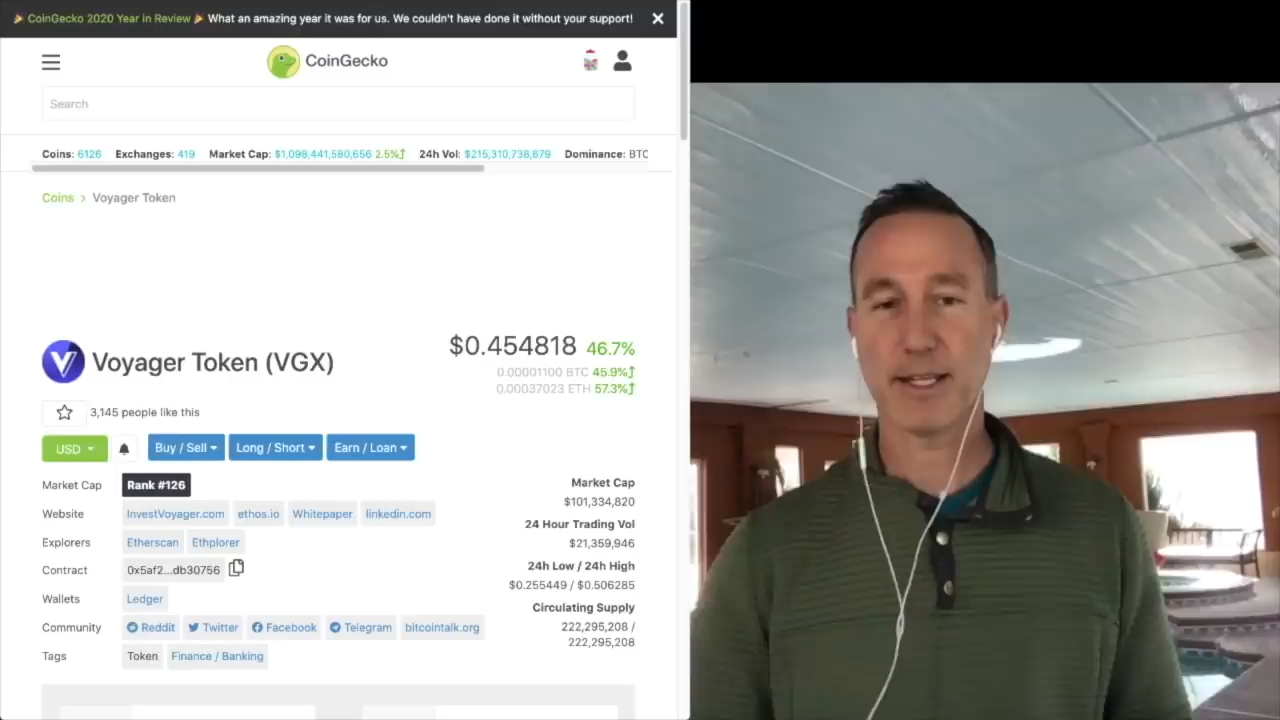 🎉 CoinGecko 2020 Year in Review 🎉 What an amazing year it was for us. We couldn't have done it without your support!
CoinGecko
Search
Coins: 6126 Exchanges: 419 Market Cap: $1,098,441,580,656 2.5% 24h Vol: $215,310,738,679 Dominance: BTC
Coins > Voyager Token
Voyager Token (VGX)
$0.454818 46.7%
0.00001100 BTC 45.9%
0.00037023 ETH 57.3%
3,145 people like this
USD
Buy / Sell
Long / Short
Earn / Loan
Market Cap Rank #126
Website InvestVoyager.com ethos.io Whitepaper linkedin.com
Explorers Etherscan Ethplorer
Contract 0x5af2...db30756
Wallets Ledger
Community Reddit Twitter Facebook Telegram bitcointalk.org
Tags Token Finance / Banking
Market Cap
$101,334,820
24 Hour Trading Vol
$21,359,946
24h Low / 24h High
$0.255449 / $0.506285
Circulating Supply
222,295,208 /
222,295,208